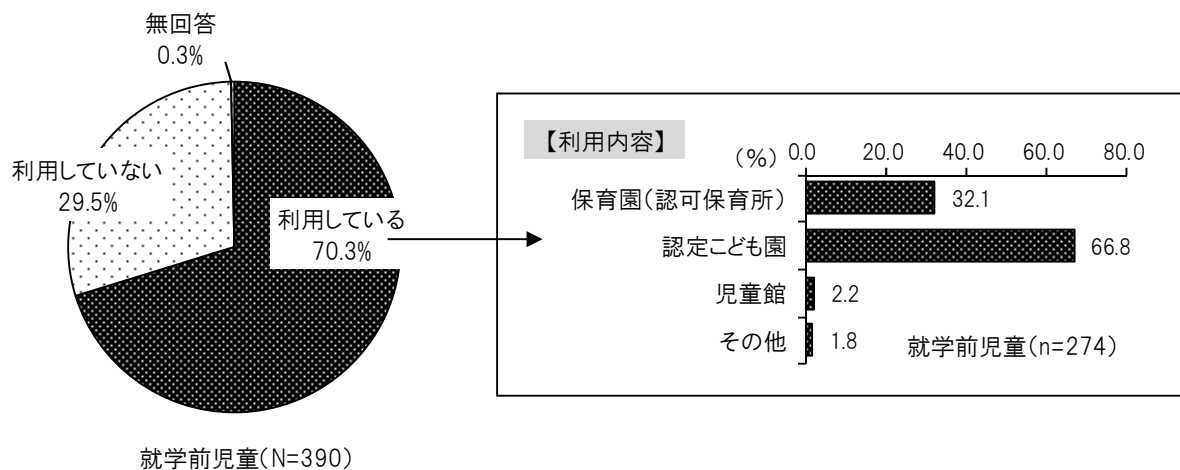 無回答
0.3%
利用していない
29.5%
利用している
70.3%
就学前児童(N=390)
【利用内容】
(%)
0.0 20.0 40.0 60.0 80.0
保育園(認可保育所) 32.1
認定こども園 66.8
児童館 2.2
その他 1.8
就学前児童(n=274)